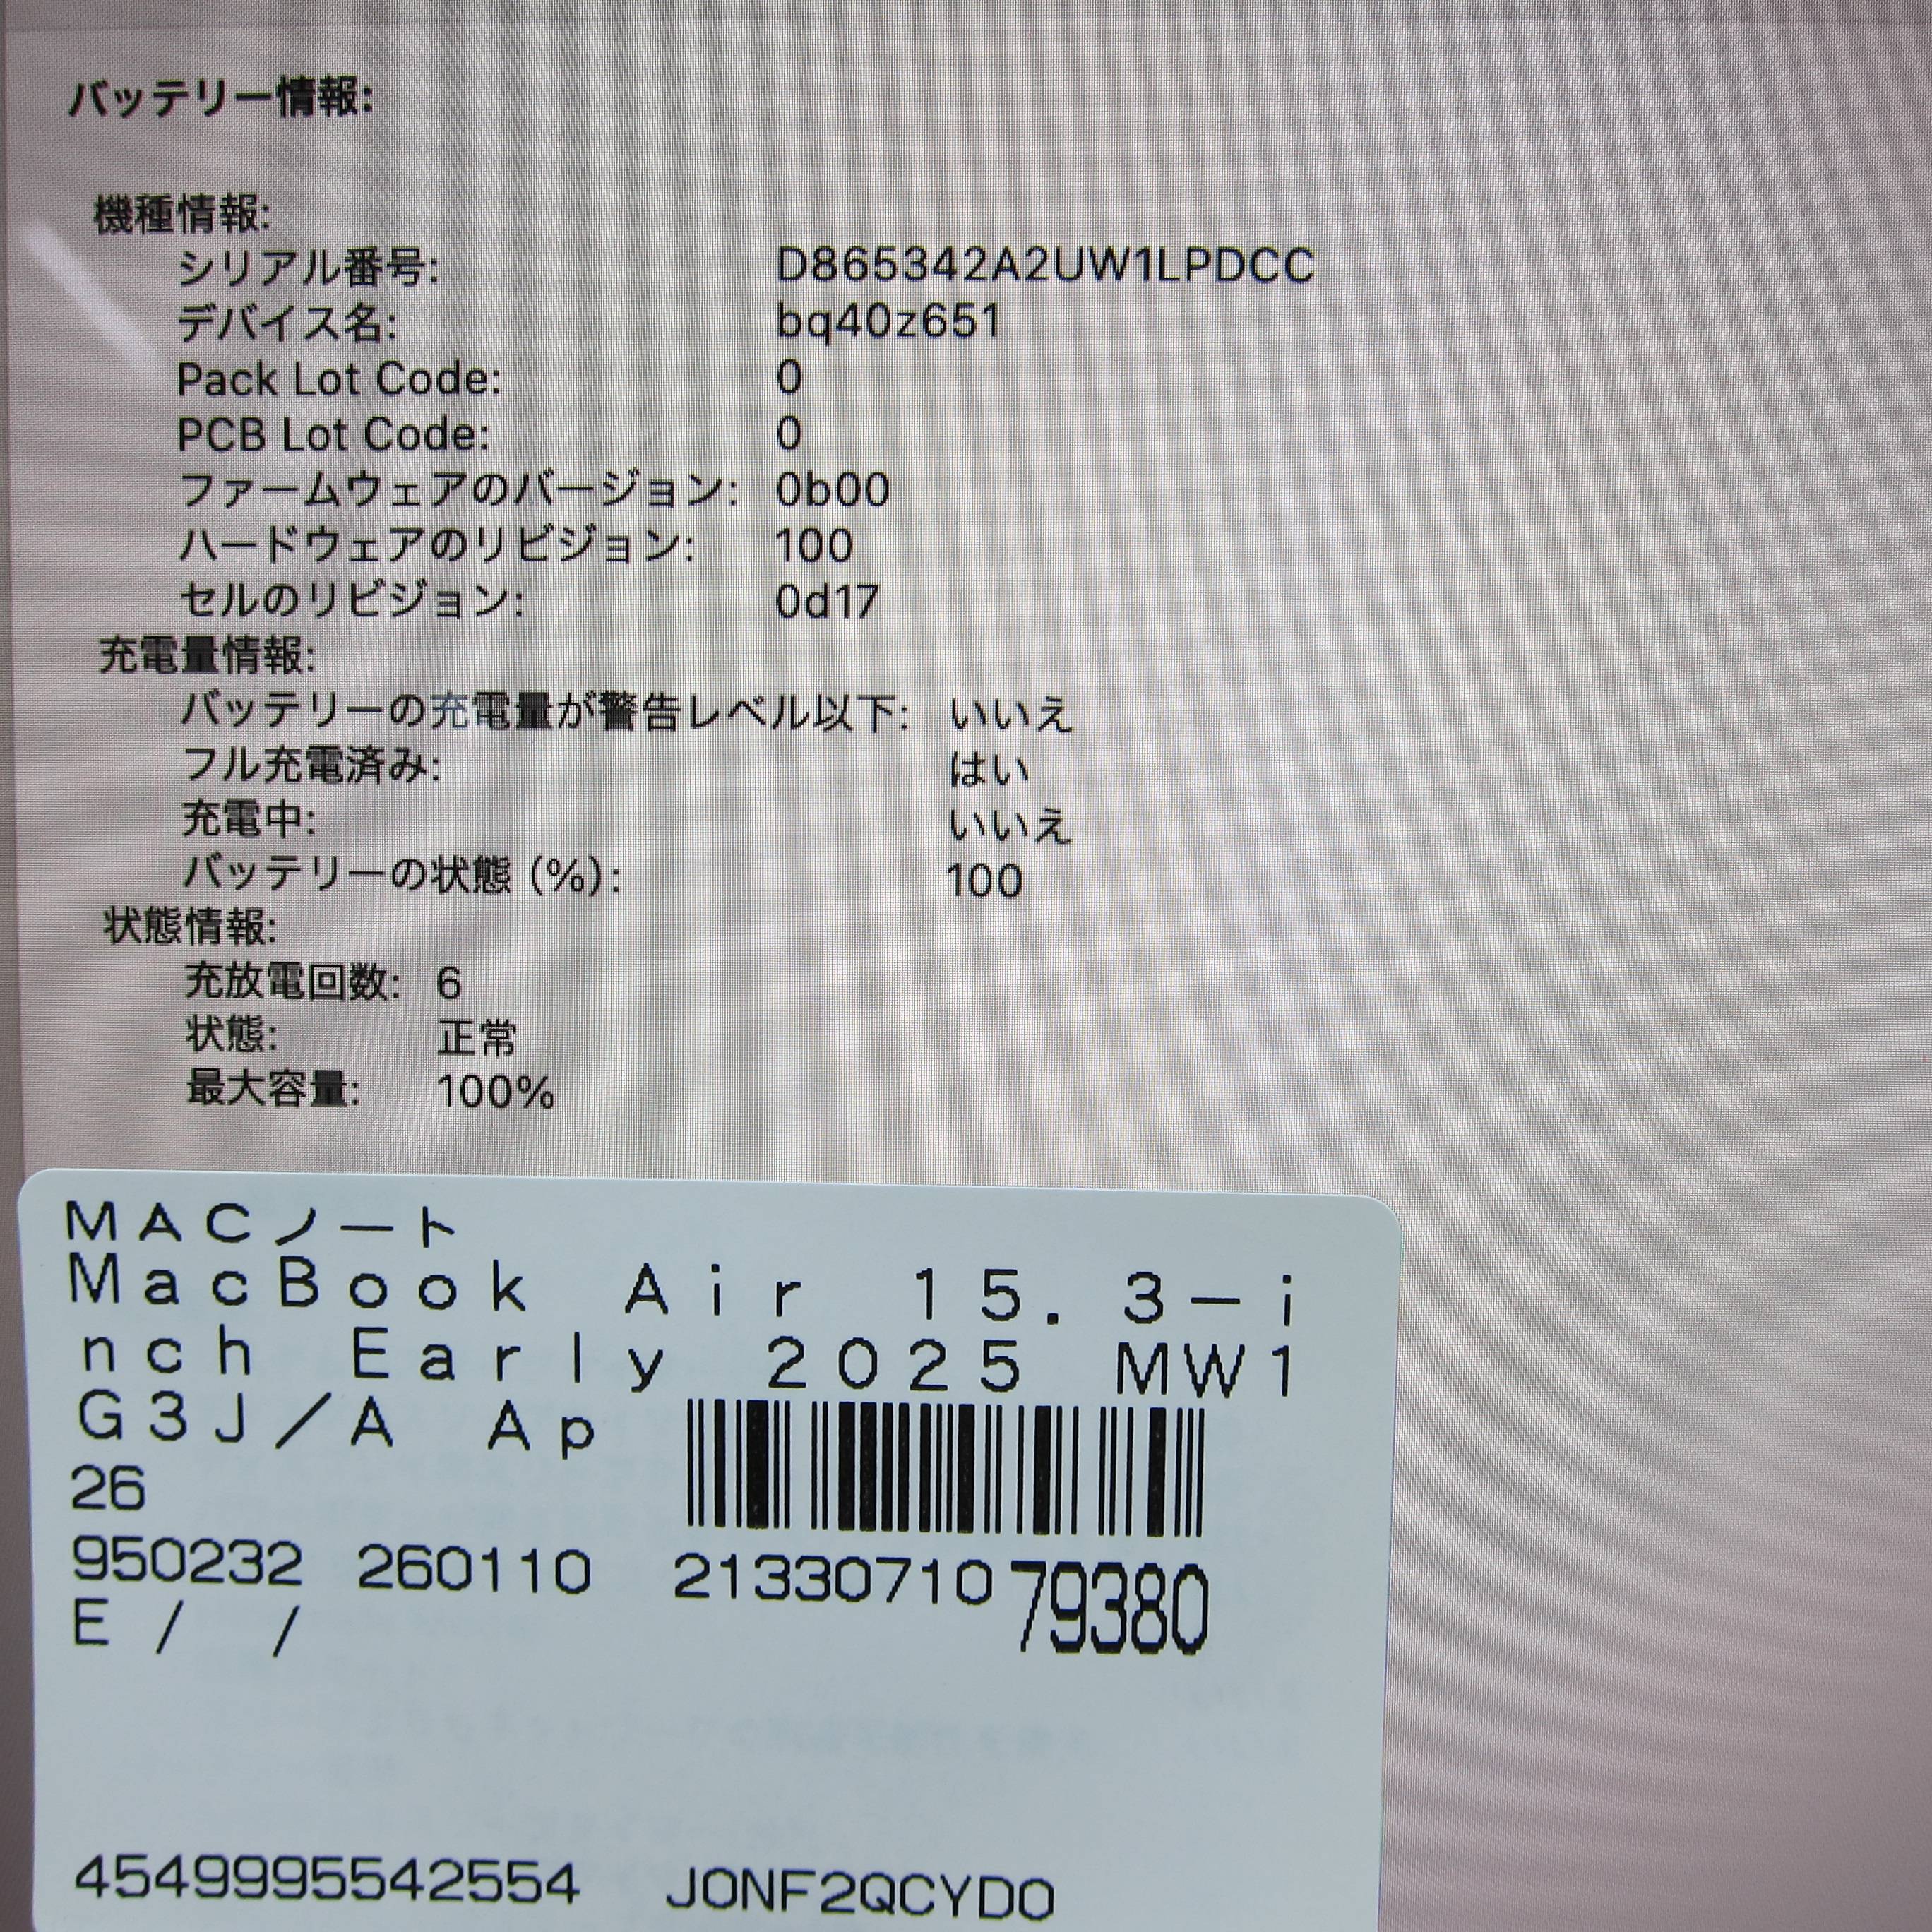 バッテリー情報:
機種情報:
シリアル番号: D865342A2UW1LPDCC
デバイス名: bq40z651
Pack Lot Code: 0
PCB Lot Code: 0
ファームウェアのバージョン: 0b00
ハードウェアのリビジョン: 100
セルのリビジョン: 0d17
充電量情報:
バッテリーの充電量が警告レベル以下: いいえ
フル充電済み: はい
充電中: いいえ
バッテリーの状態 (%): 100
状態情報:
充放電回数: 6
状態: 正常
最大容量: 100%
MACノート
MacBook Air 15.3-i
nch Early 2025 MW1
G3J/A Ap
26
950232 260110 21330710 79380
E / /
4549995542554 J0NF2QCYD0